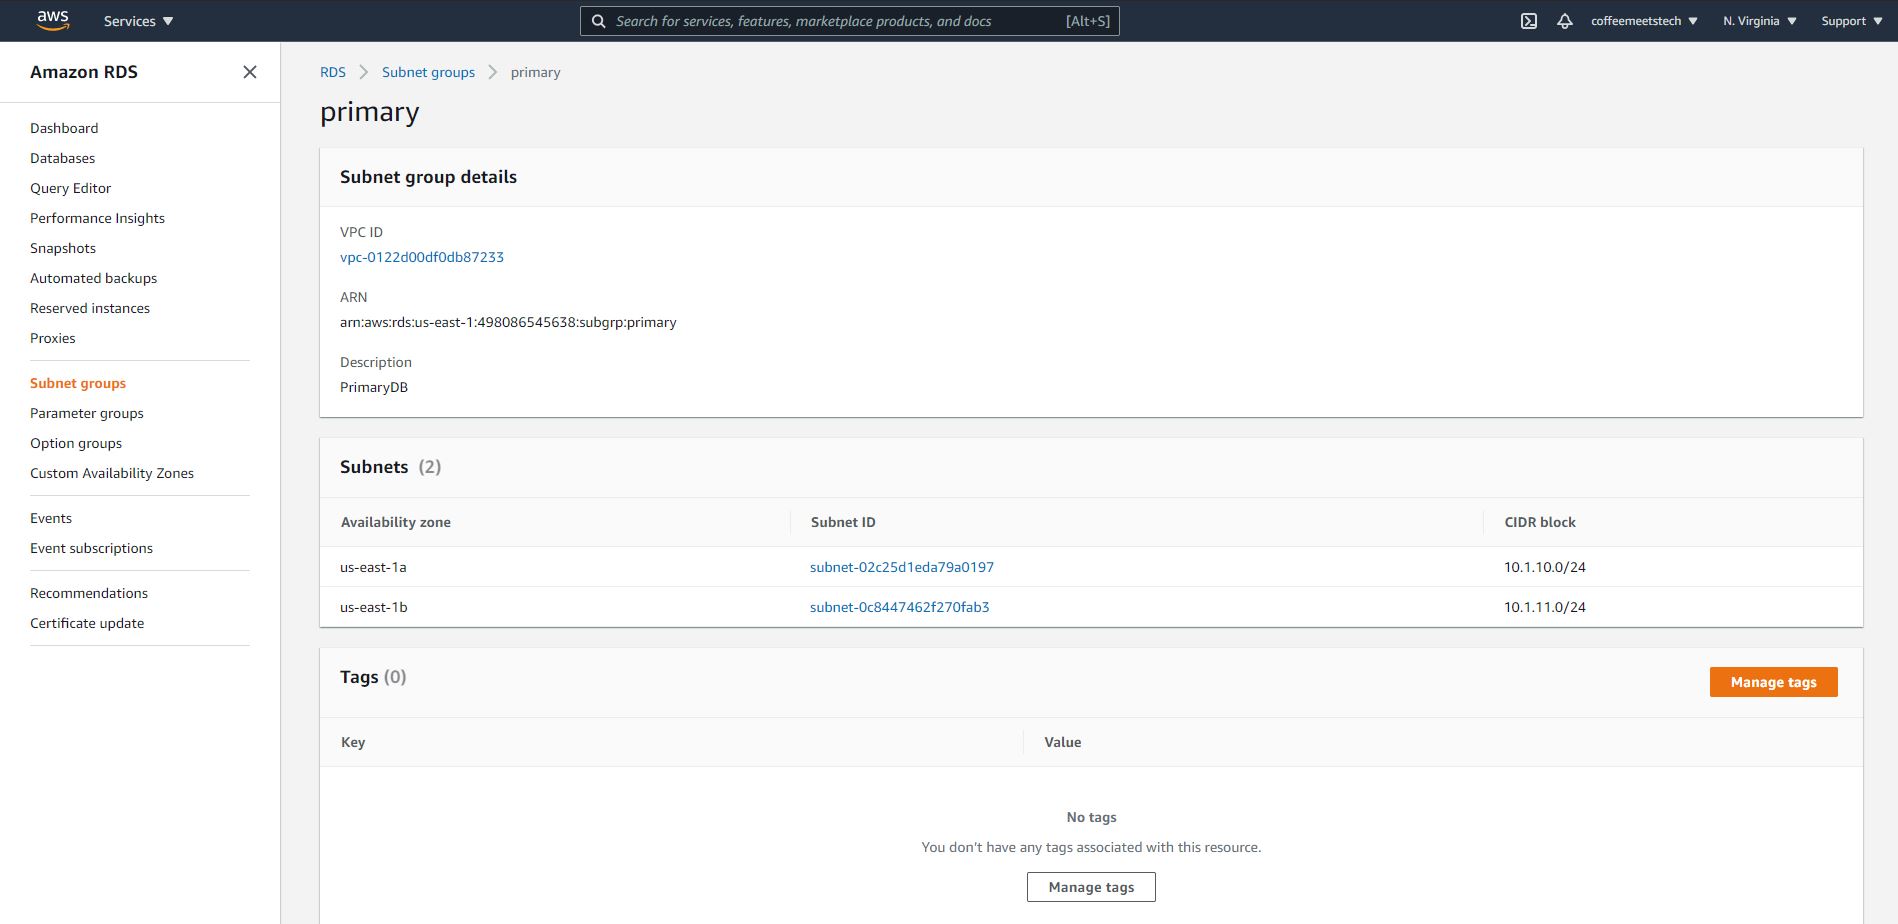 aws Services Search for services, features, marketplace products, and docs [Alt+S] coffeemeetstech N. Virginia Support
Amazon RDS
Dashboard
Databases
Query Editor
Performance Insights
Snapshots
Automated backups
Reserved instances
Proxies
Subnet groups
Parameter groups
Option groups
Custom Availability Zones
Events
Event subscriptions
Recommendations
Certificate update
RDS Subnet groups primary
primary
Subnet group details
VPC ID
vpc-0122d00df0db87233
ARN
arn:aws:rds:us-east-1:498086545638:subgrp:primary
Description
PrimaryDB
Subnets (2)
Availability zone Subnet ID CIDR block
us-east-1a subnet-02c25d1eda79a0197 10.1.10.0/24
us-east-1b subnet-0c8447462f270fab3 10.1.11.0/24
Tags (0) Manage tags
Key Value
No tags
You don't have any tags associated with this resource.
Manage tags